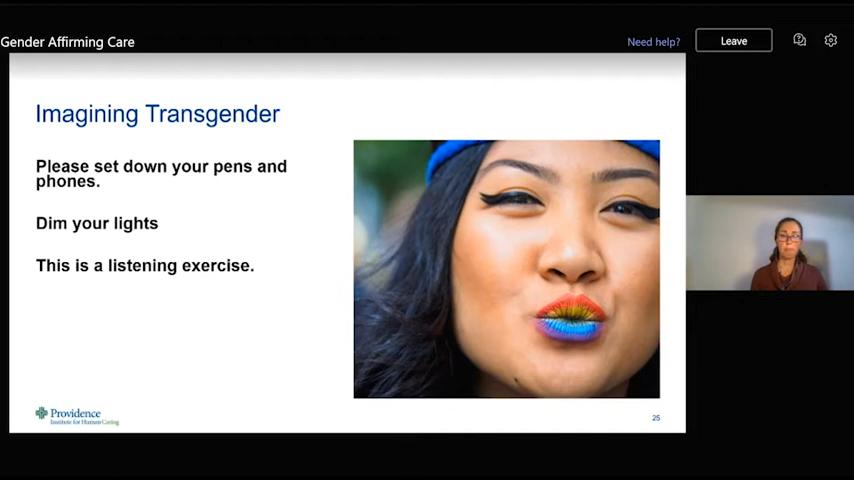 Gender Affirming Care
Need help?
Leave
Imagining Transgender
Please set down your pens and
phones.
Dim your lights
This is a listening exercise.
Providence
Institute for Human Caring
25